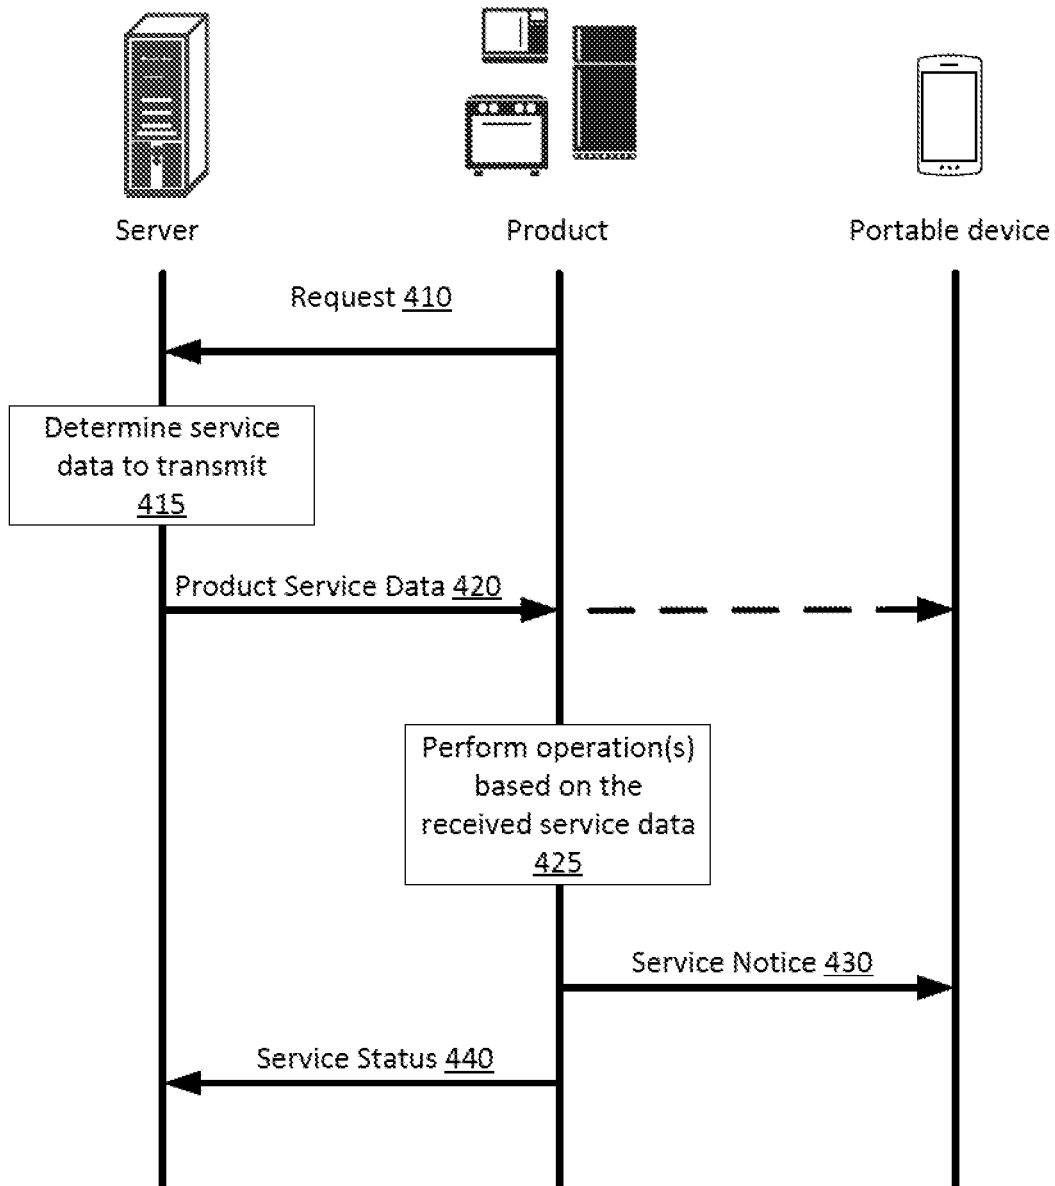 Server
Product
Portable device
Request 410
Determine service
data to transmit
415
Product Service Data 420
Perform operation(s)
based on the
received service data
425
Service Notice 430
Service Status 440